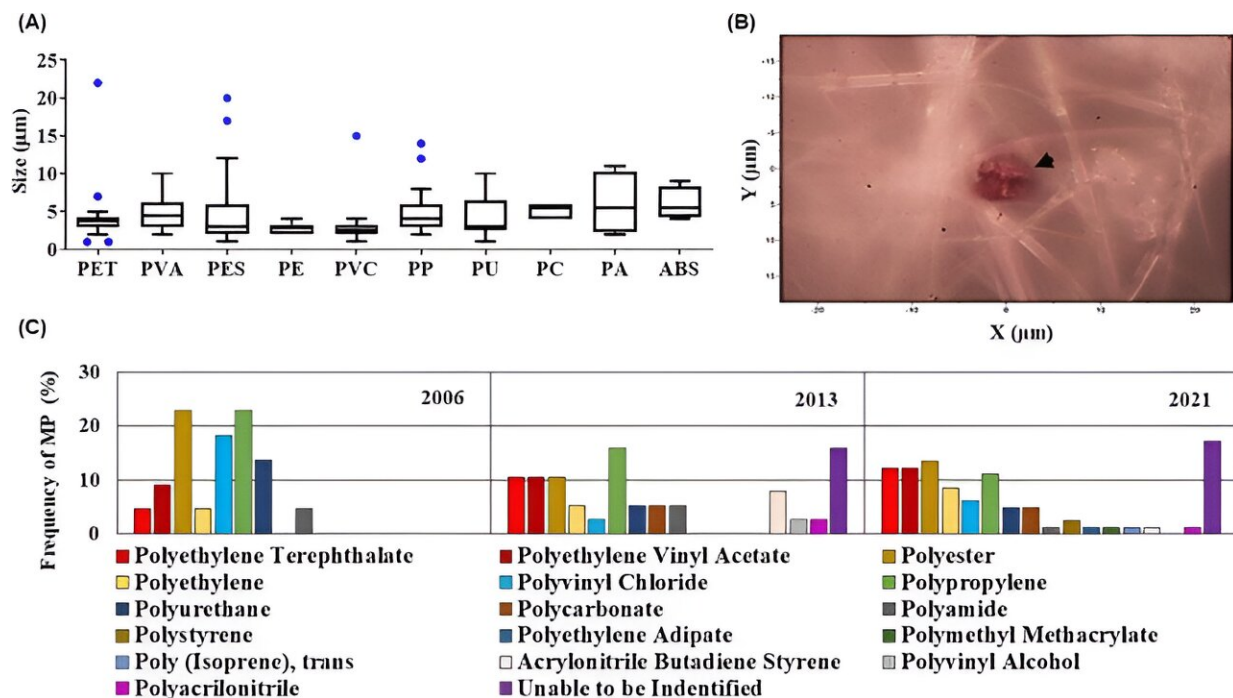 (A)
Size (μm)
25
20
15
10
5
0
PET PVA PES PE PVC PP PU PC PA ABS
(B)
Y (μm)
X (μm)
(C)
Frequency of MP (%)
30
20
10
0
2006
2013
2021
Polyethylene Terephthalate
Polyethylene Vinyl Acetate
Polyester
Polyethylene
Polyvinyl Chloride
Polypropylene
Polyurethane
Polycarbonate
Polyamide
Polystyrene
Polyethylene Adipate
Polymethyl Methacrylate
Poly (Isoprene), trans
Acrylonitrile Butadiene Styrene
Polyvinyl Alcohol
Polyacrilonitrile
Unable to be Indentified